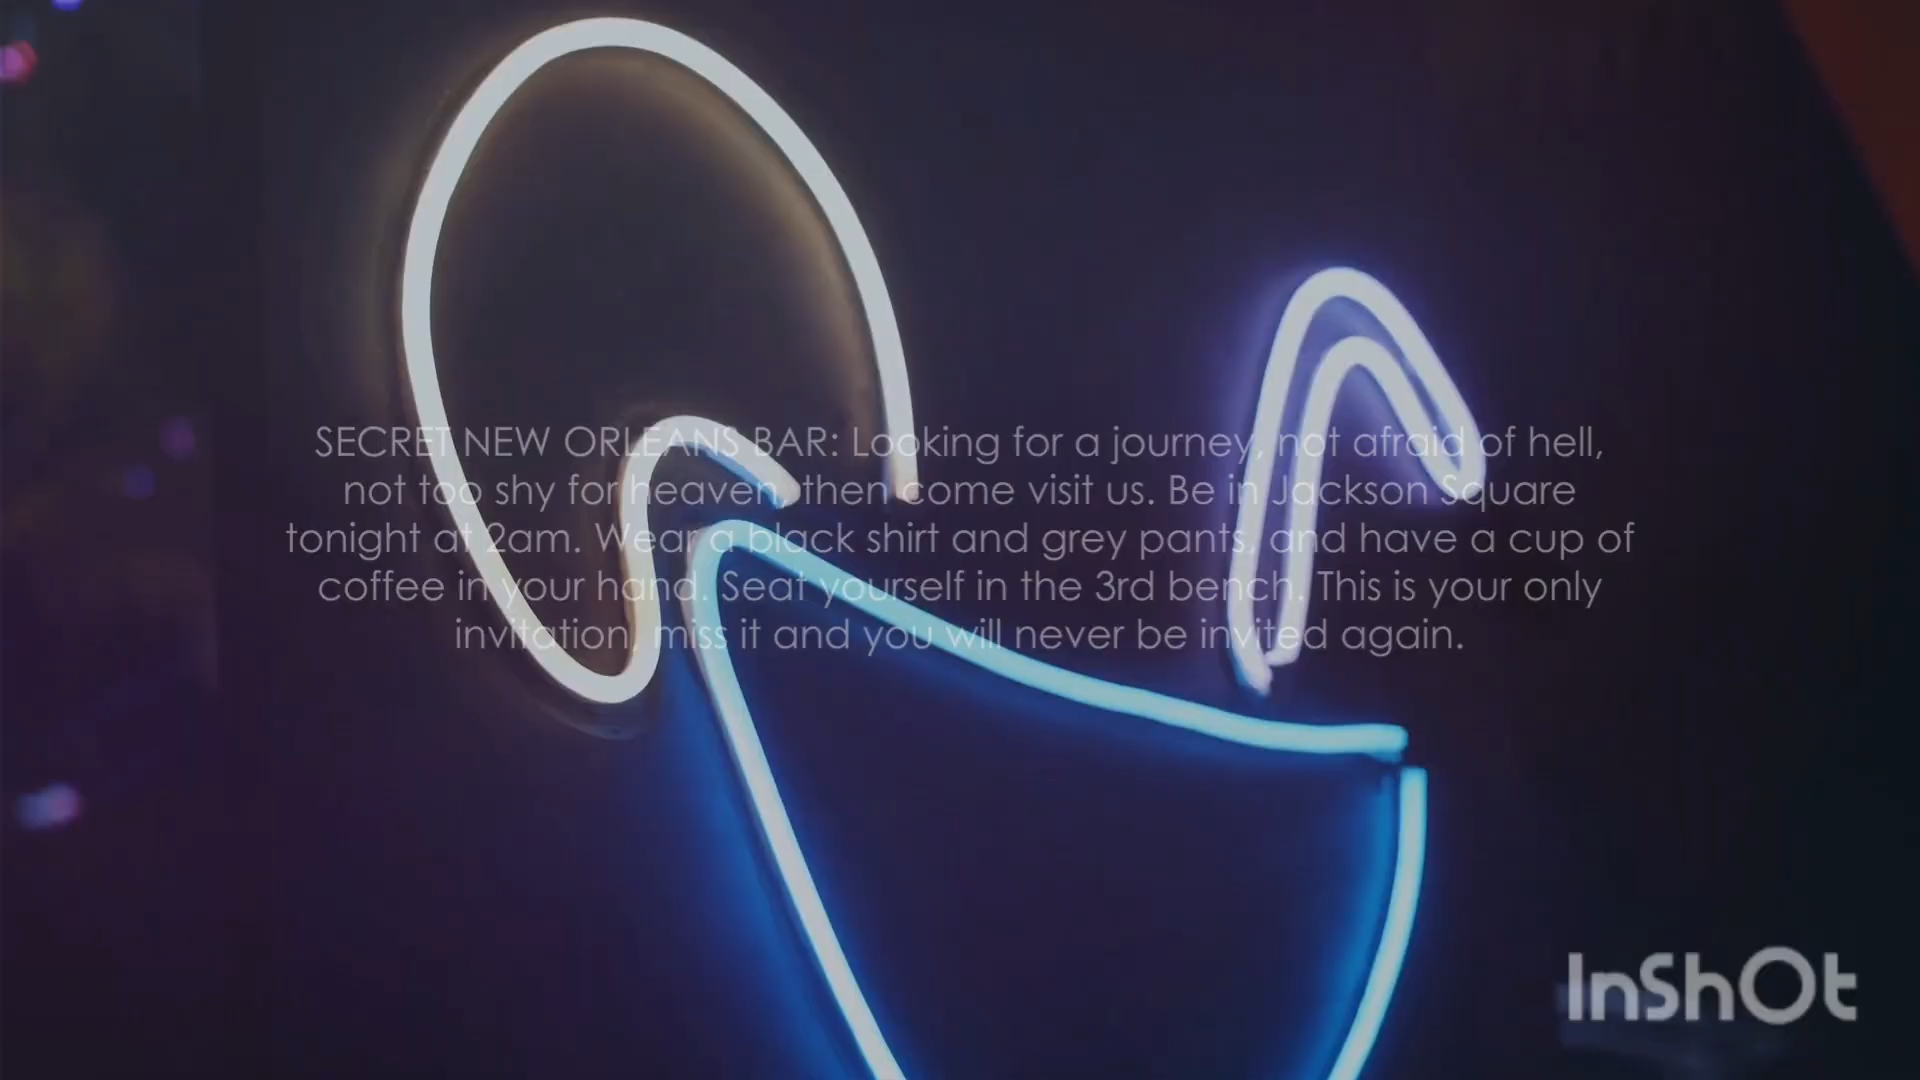 SECRET NEW ORLEANS BAR: Looking for a journey, not afraid of hell,
not too shy for heaven, then come visit us. Be in Jackson Square
tonight at 2am. Wear a black shirt and grey pants, and have a cup of
coffee in your hand. Seat yourself in the 3rd bench. This is your only
invitation, miss it and you will never be invited again.
InShOt